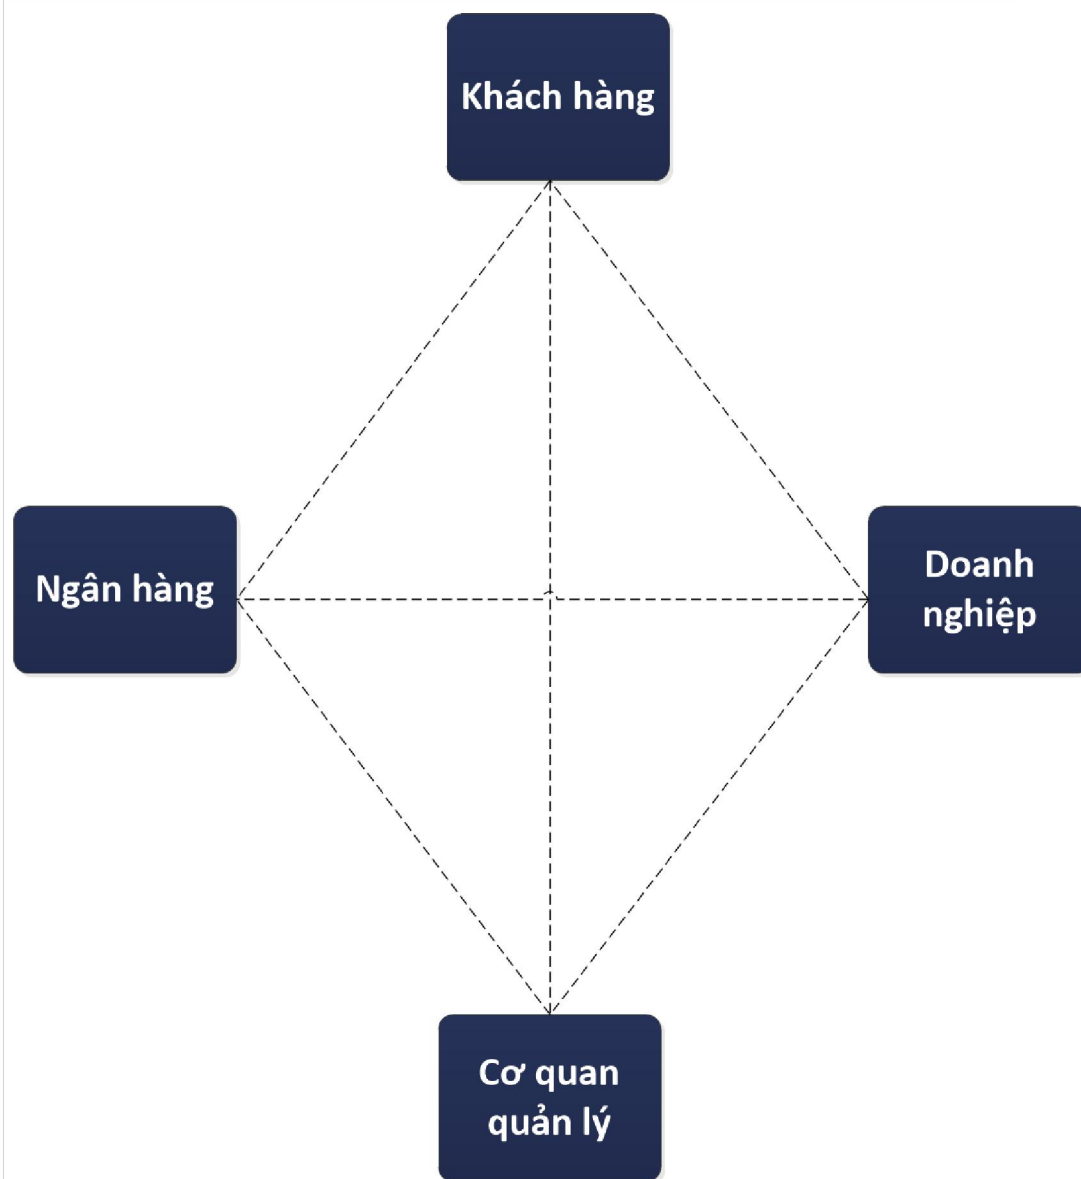 Khách hàng
Ngân hàng
Doanh
nghiệp
Cơ quan
quản lý